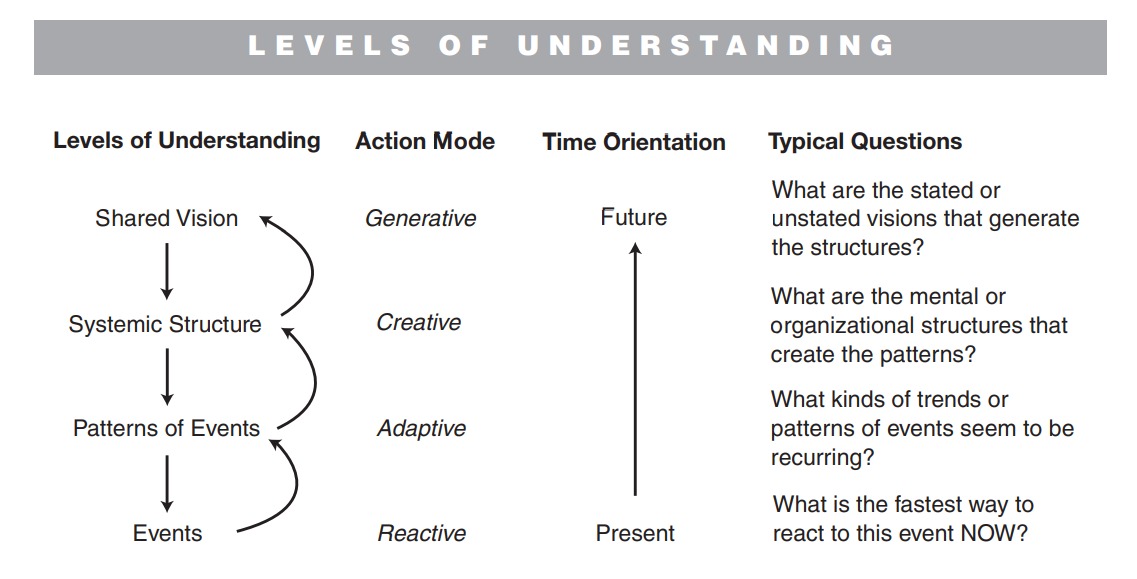 LEVELS OF UNDERSTANDING
Levels of Understanding Action Mode Time Orientation Typical Questions
Shared Vision Generative Future
What are the stated or
unstated visions that generate
the structures?
Systemic Structure Creative
What are the mental or
organizational structures that
create the patterns?
Patterns of Events Adaptive
What kinds of trends or
patterns of events seem to be
recurring?
Events Reactive Present
What is the fastest way to
react to this event NOW?